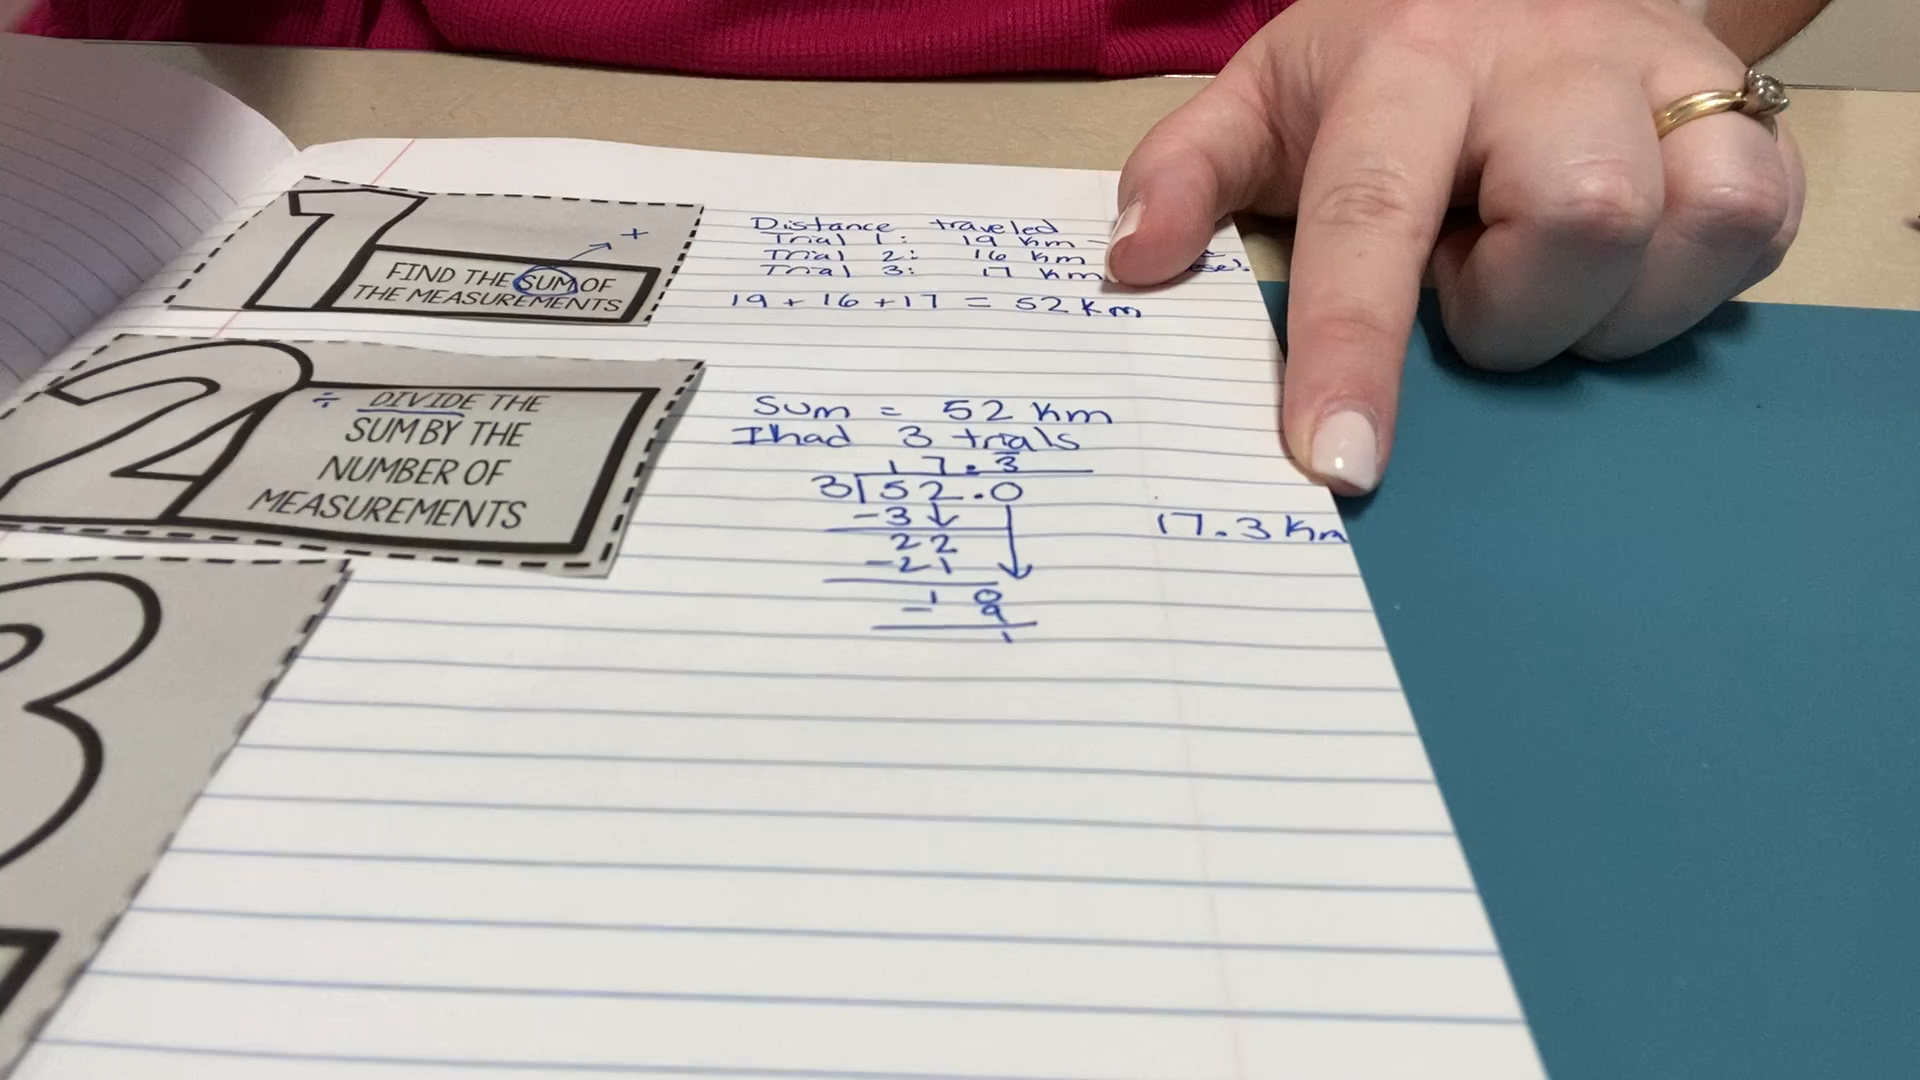 1
FIND THE SUM OF
THE MEASUREMENTS
+
Distance traveled
Trial 1: 19 km
Trial 2: 16 km
Trial 3: 17 km
19 + 16 + 17 = 52 km
2
÷ DIVIDE THE
SUM BY THE
NUMBER OF
MEASUREMENTS
Sum = 52 km
I had 3 trials
17.3
3 52.0
-3
22
-21
10
- 9
1
17.3 km
3